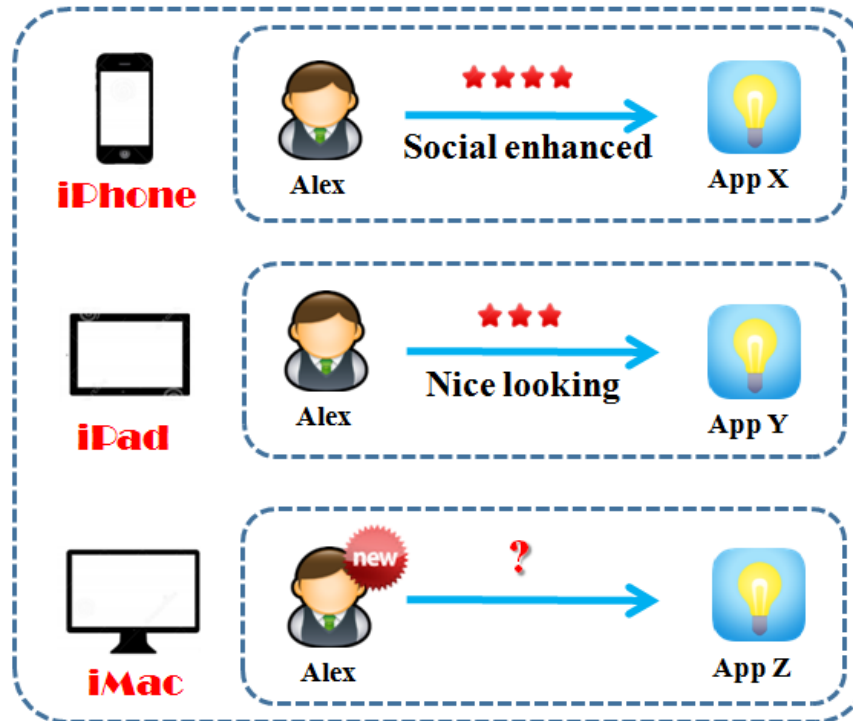 Social enhanced
Alex
App X
iPhone
Nice looking
Alex
App Y
iPad
new
?
Alex
App Z
iMac